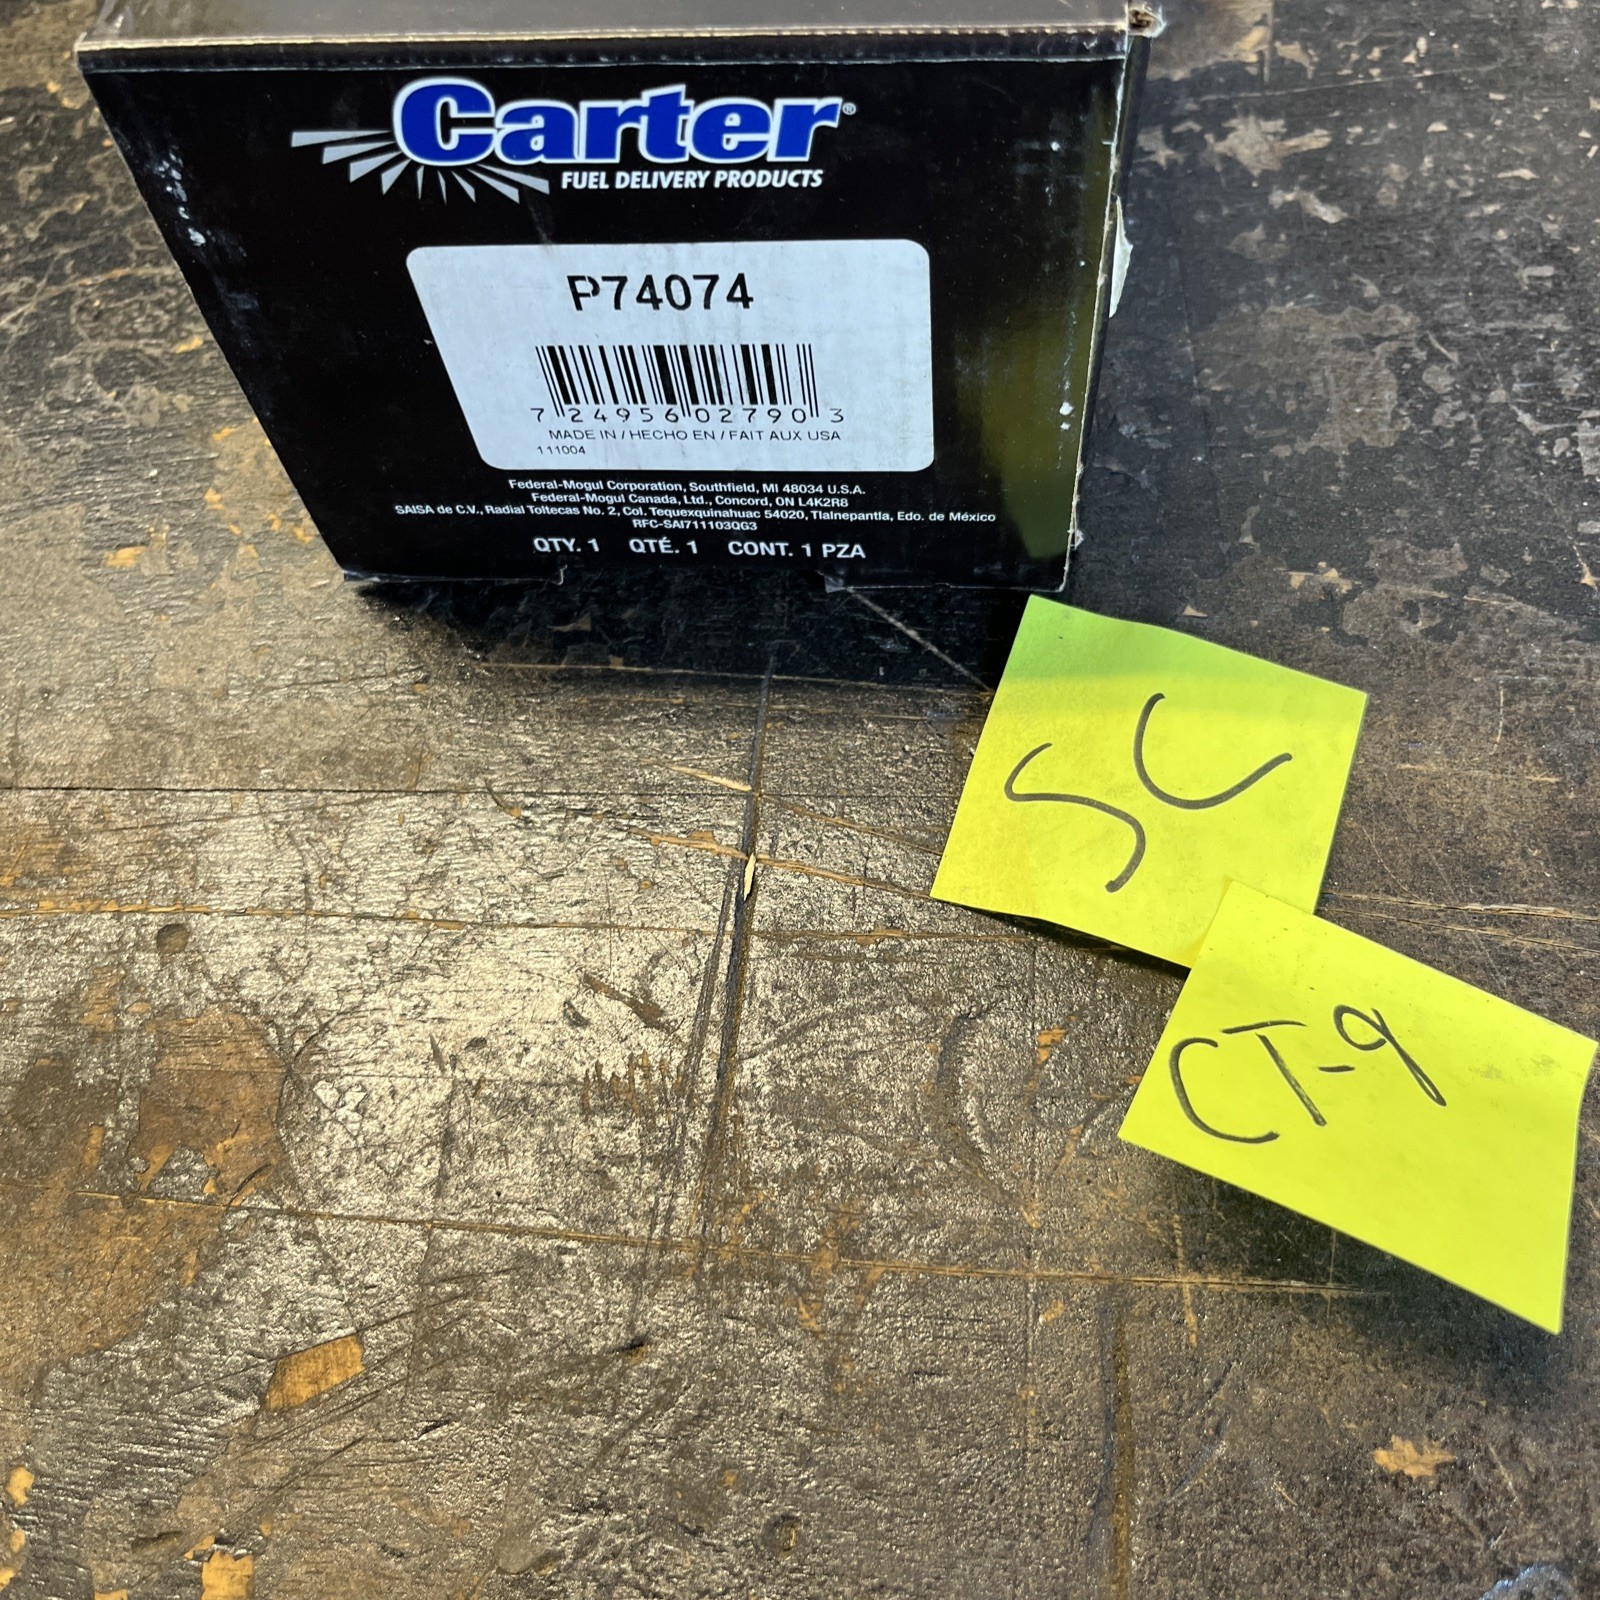 Carter®
FUEL DELIVERY PRODUCTS
P74074
7 24956 02790 3
MADE IN / HECHO EN / FAIT AUX USA
111004
Federal-Mogul Corporation, Southfield, MI 48034 U.S.A.
Federal-Mogul Canada, Ltd., Concord, ON L4K2R8
SAISA de C.V., Radial Toltecas No. 2, Col. Tequexquinahuac 54020, Tlalnepantla, Edo. de México
RFC-SAI711103QG3
QTY. 1 QTÉ. 1 CONT. 1 PZA
SC
CT-9